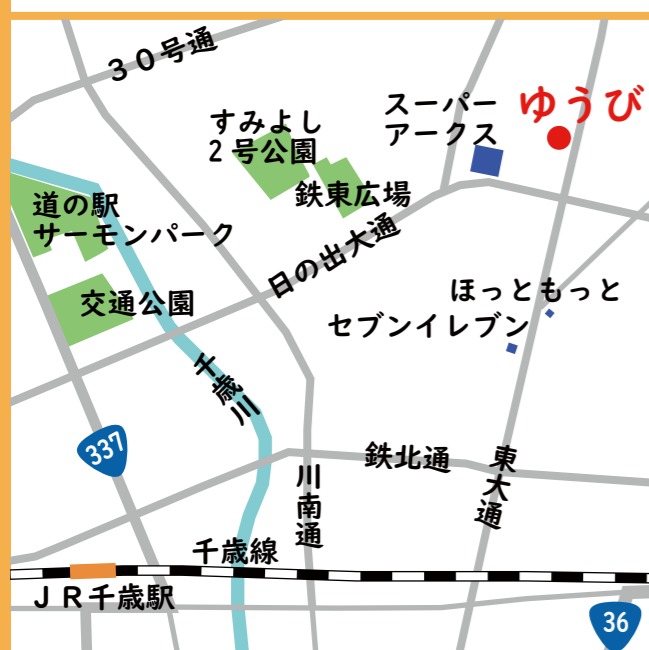 ３０号通
すみよし
２号公園
スーパー
アークス
ゆうび
鉄東広場
道の駅
サーモンパーク
日の出大通
交通公園
ほっともっと
セブンイレブン
千歳川
337
鉄北通
東大通
川南通
千歳線
ＪＲ千歳駅
36